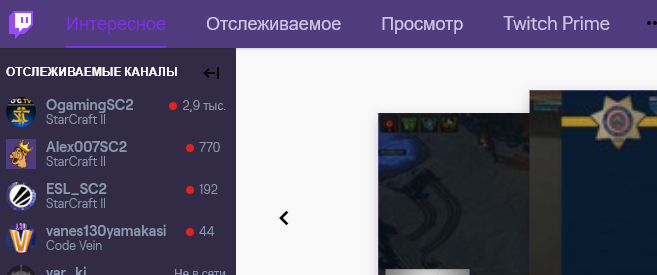 Интересное Отслеживаемое Просмотр Twitch Prime
ОТСЛЕЖИВАЕМЫЕ КАНАЛЫ
OgamingSC2 2,9 тыс.
StarCraft II
Alex007SC2 770
StarCraft II
ESL_SC2 192
StarCraft II
vanes130yamakasi 44
Code Vein
var_ki Не в сети